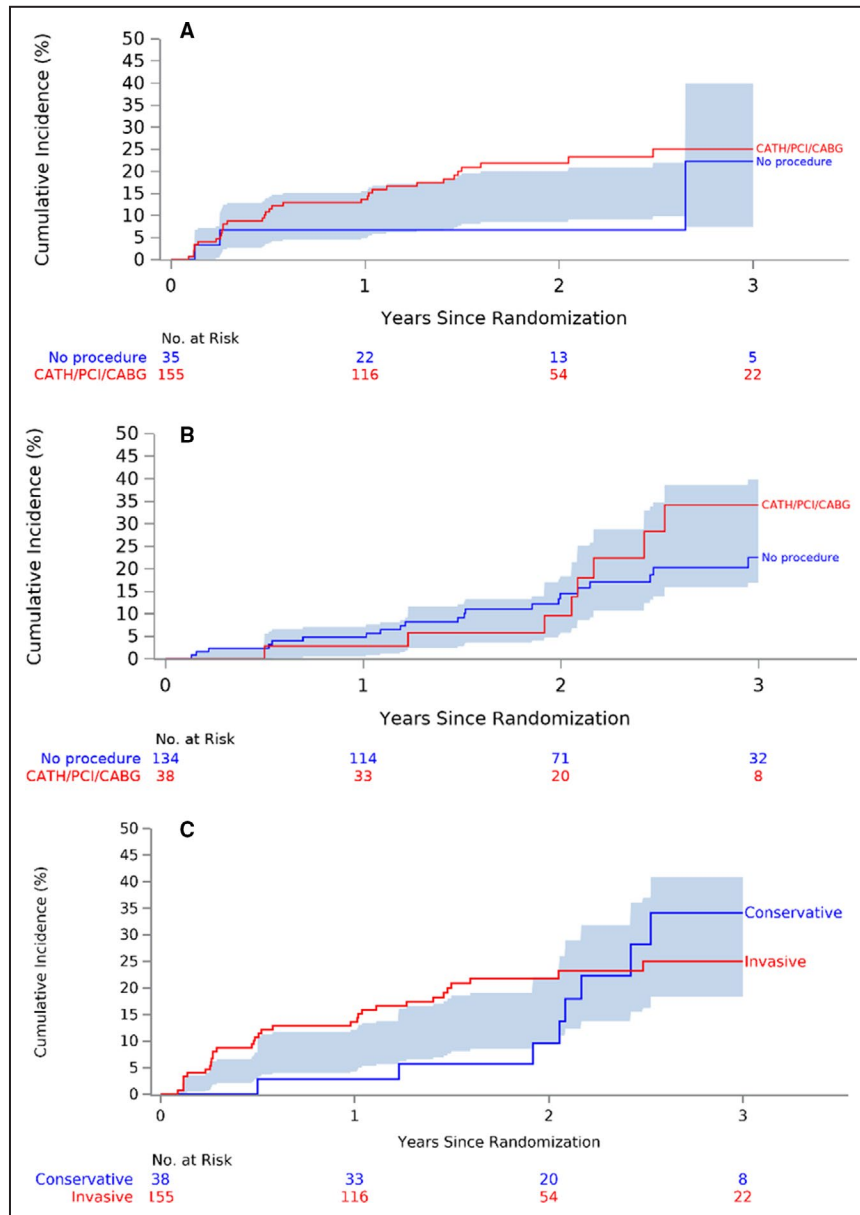 A
50
45
40
35
30
25
20
15
10
5
0
Cumulative Incidence (%)
CATH/PCI/CABG
No procedure
0 1 2 3
Years Since Randomization
No. at Risk
No procedure 35 22 13 5
CATH/PCI/CABG 155 116 54 22
B
50
45
40
35
30
25
20
15
10
5
0
Cumulative Incidence (%)
CATH/PCI/CABG
No procedure
0 1 2 3
Years Since Randomization
No. at Risk
No procedure 134 114 71 32
CATH/PCI/CABG 38 33 20 8
C
50
45
40
35
30
25
20
15
10
5
0
Cumulative Incidence (%)
Conservative
Invasive
0 1 2 3
Years Since Randomization
No. at Risk
Conservative 38 33 20 8
Invasive 155 116 54 22